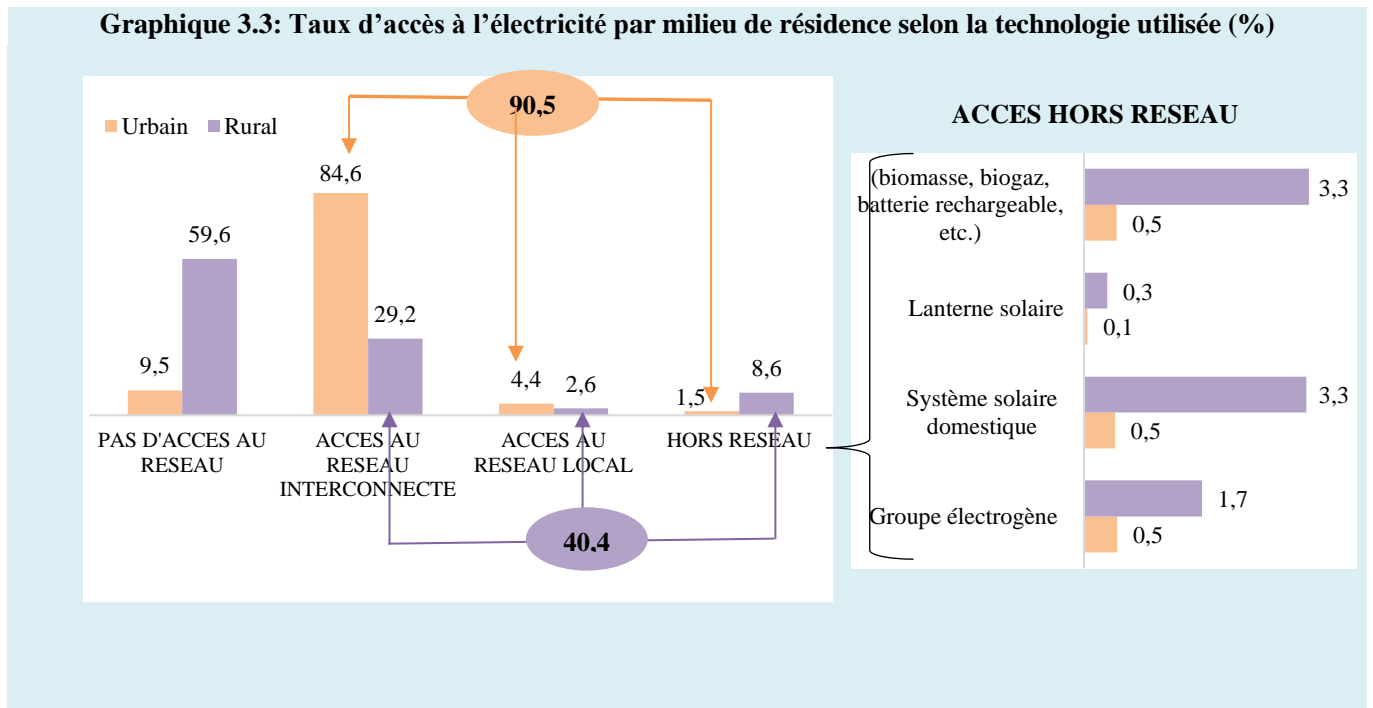 Graphique 3.3: Taux d’accès à l’électricité par milieu de résidence selon la technologie utilisée (%)
Urbain Rural
90,5
9,5
59,6
84,6
29,2
4,4
2,6
1,5
8,6
PAS D'ACCES AU
RESEAU
ACCES AU
RESEAU
INTERCONNECTE
ACCES AU
RESEAU LOCAL
HORS RESEAU
40,4
ACCES HORS RESEAU
(biomasse, biogaz,
batterie rechargeable,
etc.)
3,3
0,5
Lanterne solaire
0,3
0,1
Système solaire
domestique
3,3
0,5
Groupe électrogène
1,7
0,5